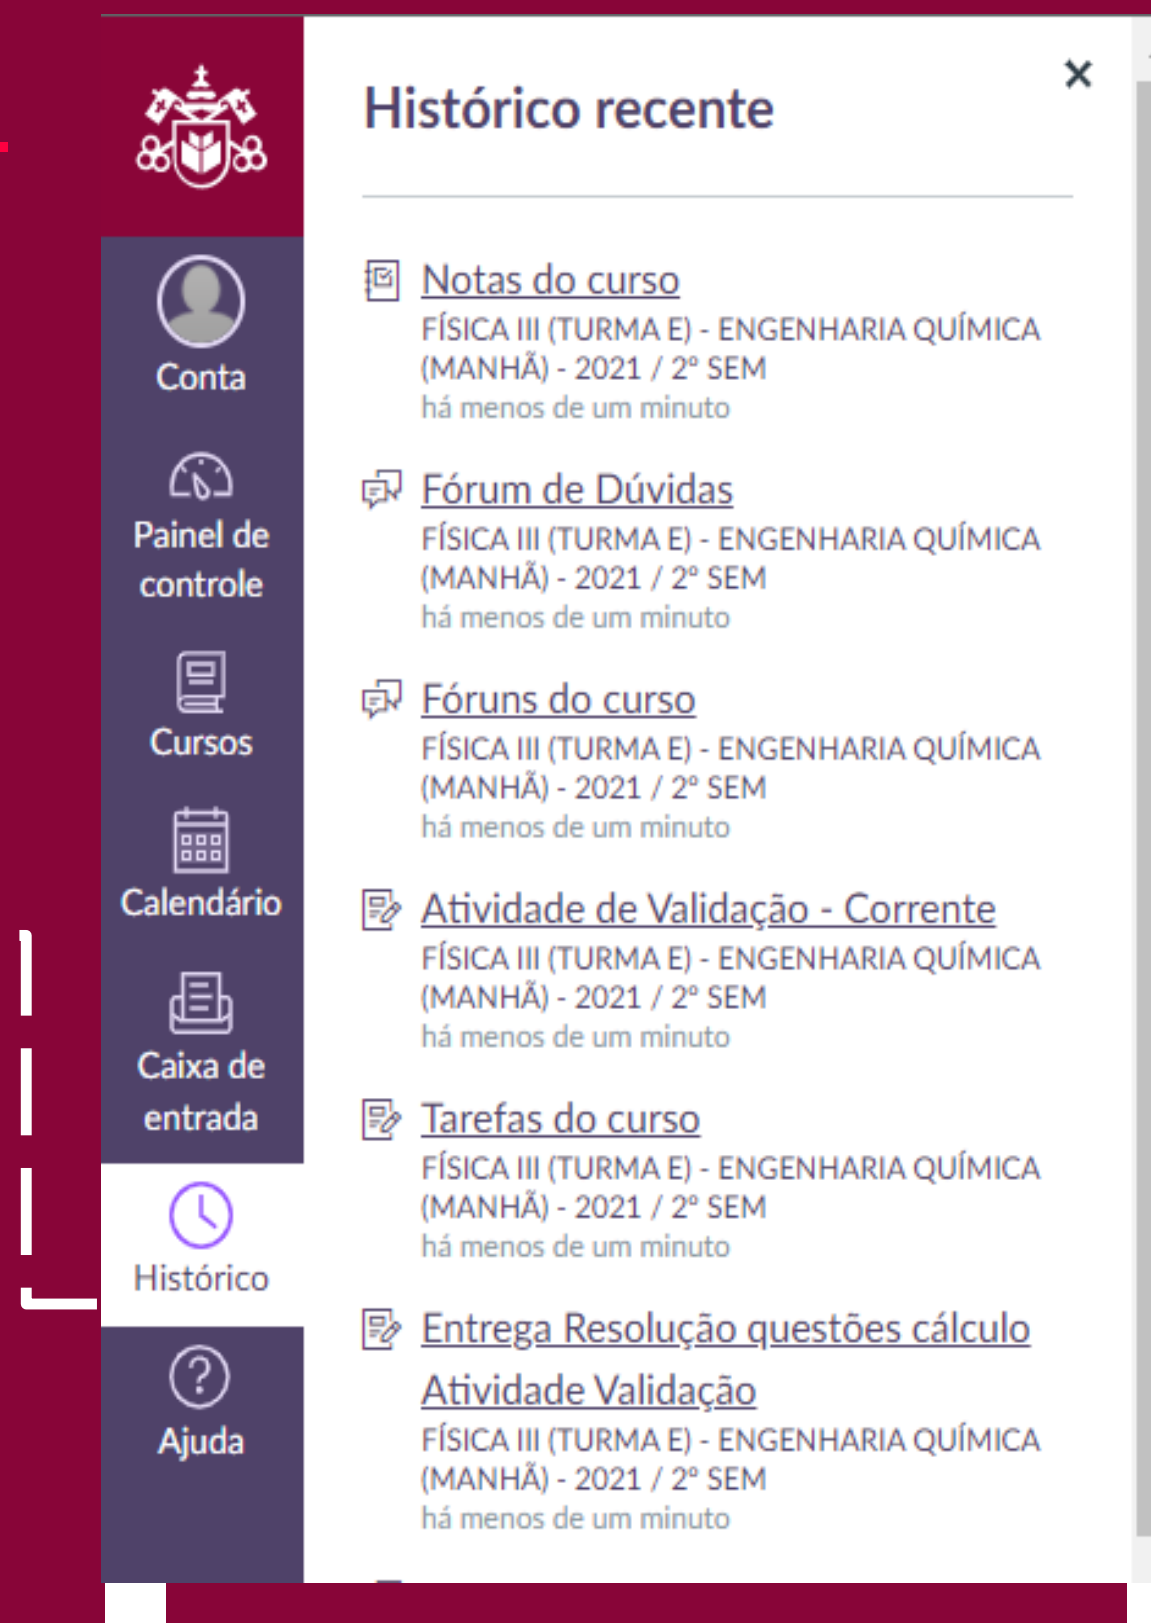 Conta
Painel de
controle
Cursos
Calendário
Caixa de
entrada
Histórico
Ajuda
Histórico recente
Notas do curso
FÍSICA III (TURMA E) - ENGENHARIA QUÍMICA
(MANHÃ) - 2021 / 2º SEM
há menos de um minuto
Fórum de Dúvidas
FÍSICA III (TURMA E) - ENGENHARIA QUÍMICA
(MANHÃ) - 2021 / 2º SEM
há menos de um minuto
Fóruns do curso
FÍSICA III (TURMA E) - ENGENHARIA QUÍMICA
(MANHÃ) - 2021 / 2º SEM
há menos de um minuto
Atividade de Validação - Corrente
FÍSICA III (TURMA E) - ENGENHARIA QUÍMICA
(MANHÃ) - 2021 / 2º SEM
há menos de um minuto
Tarefas do curso
FÍSICA III (TURMA E) - ENGENHARIA QUÍMICA
(MANHÃ) - 2021 / 2º SEM
há menos de um minuto
Entrega Resolução questões cálculo
Atividade Validação
FÍSICA III (TURMA E) - ENGENHARIA QUÍMICA
(MANHÃ) - 2021 / 2º SEM
há menos de um minuto